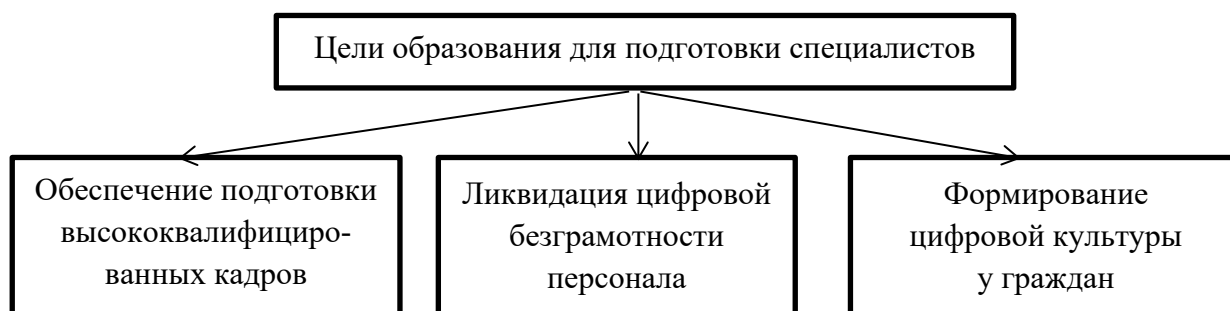 Цели образования для подготовки специалистов
Обеспечение подготовки
высококвалифициро-
ванных кадров
Ликвидация цифровой
безграмотности
персонала
Формирование
цифровой культуры
у граждан